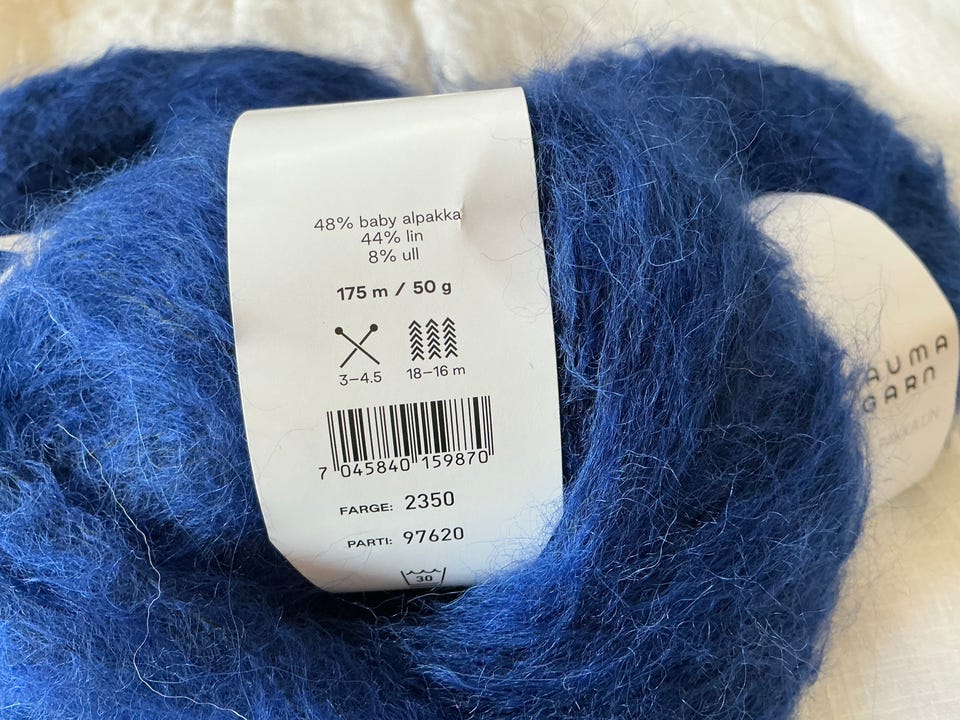 48% baby alpakka
44% lin
8% ull
175 m / 50 g
3–4.5 18–16 m
7 045840 159870
FARGE: 2350
PARTI: 97620
30
AUMA
GARN